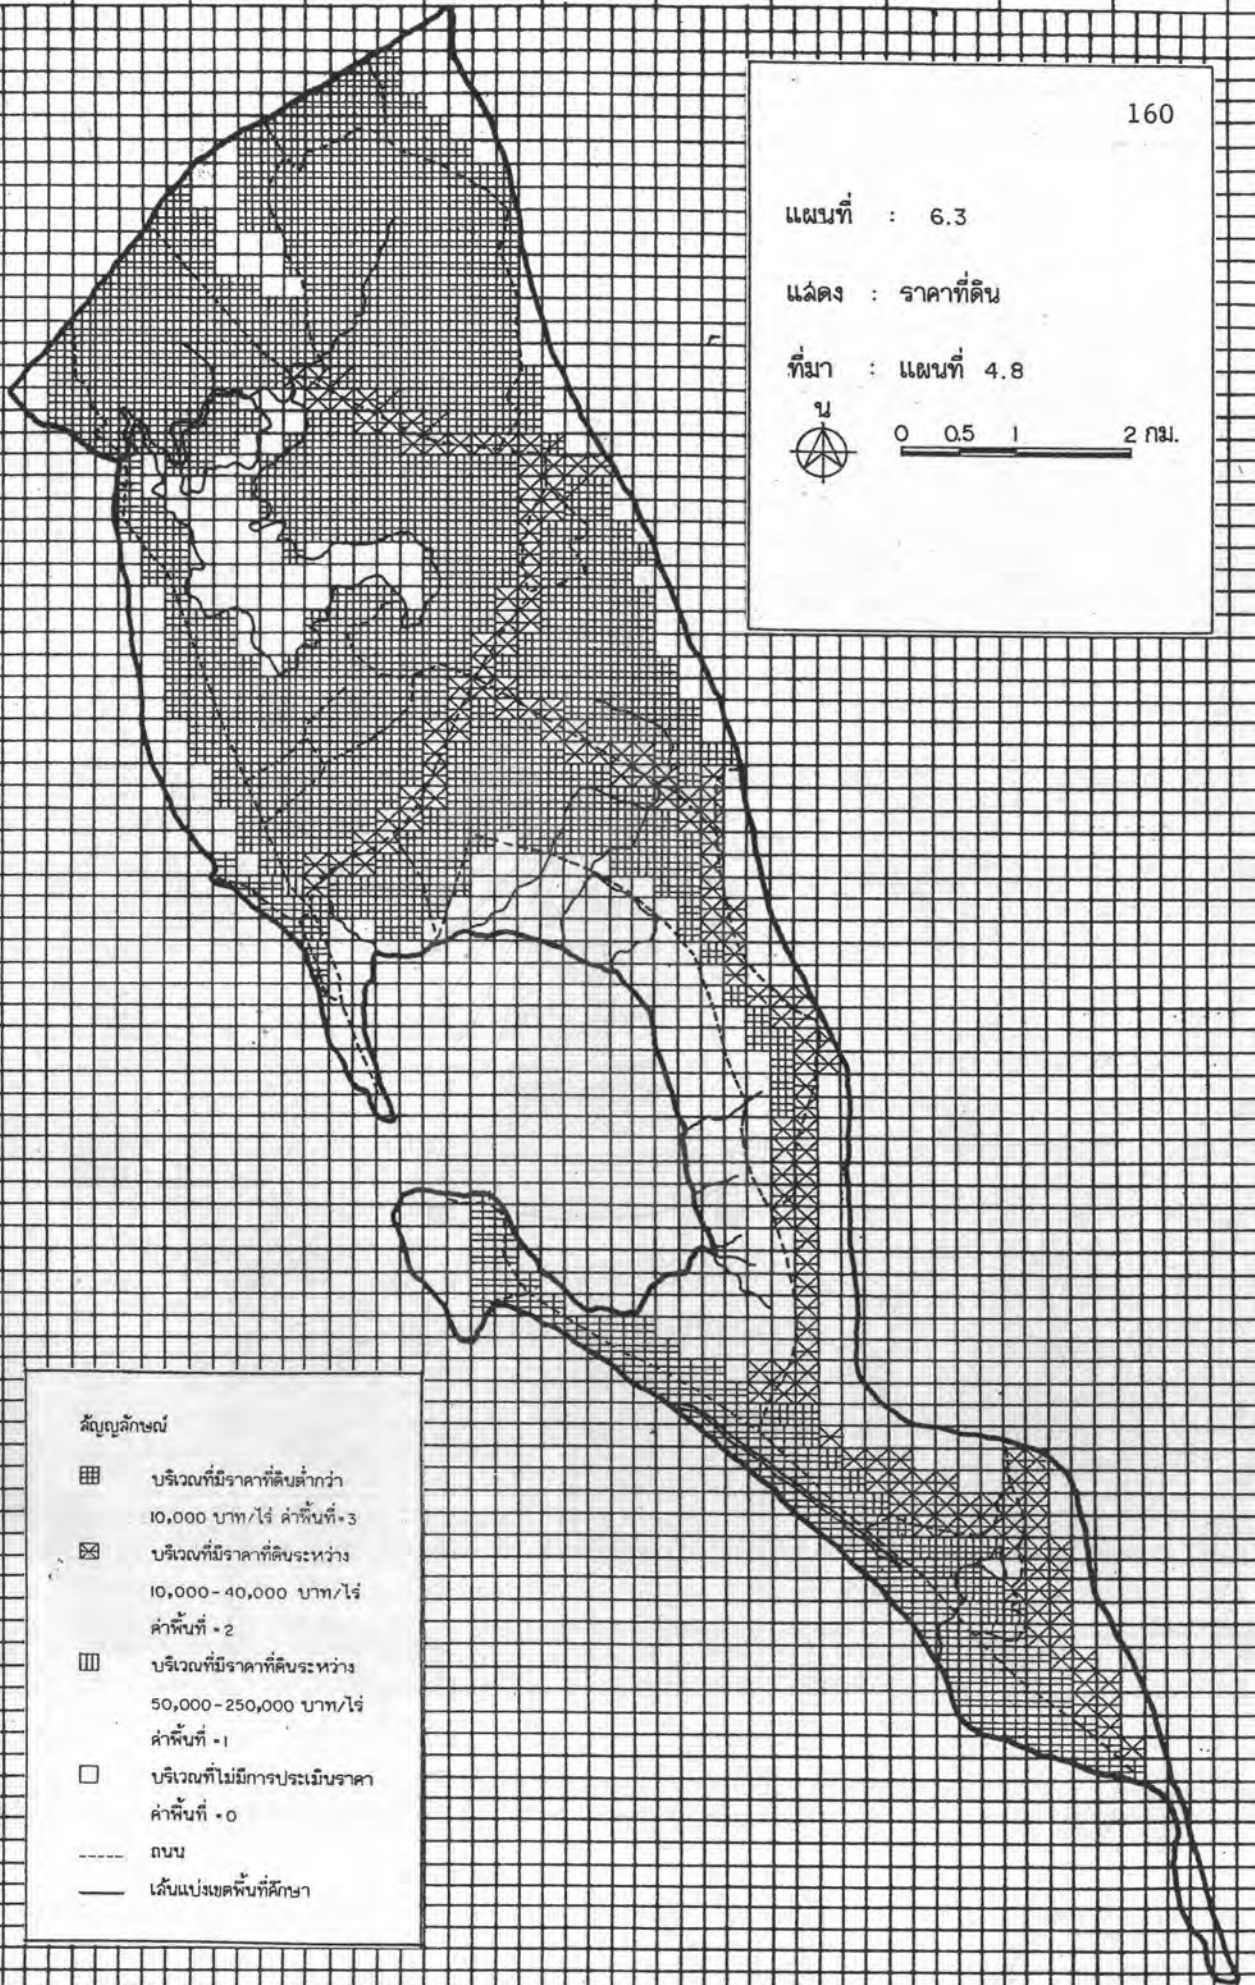 160
แผนที่ : 6.3
แสดง : ราคาที่ดิน
ที่มา : แผนที่ 4.8
น
0 0.5 1 2 กม.
สัญญลักษณ์
บริเวณที่มีราคาที่ดินต่ำกว่า
10,000 บาท/ไร่ ค่าพื้นที่=3
บริเวณที่มีราคาที่ดินระหว่าง
10,000-40,000 บาท/ไร่
ค่าพื้นที่ =2
บริเวณที่มีราคาที่ดินระหว่าง
50,000-250,000 บาท/ไร่
ค่าพื้นที่ =1
บริเวณที่ไม่มีการประเมินราคา
ค่าพื้นที่ =0
ถนน
เส้นแบ่งเขตพื้นที่ศึกษา